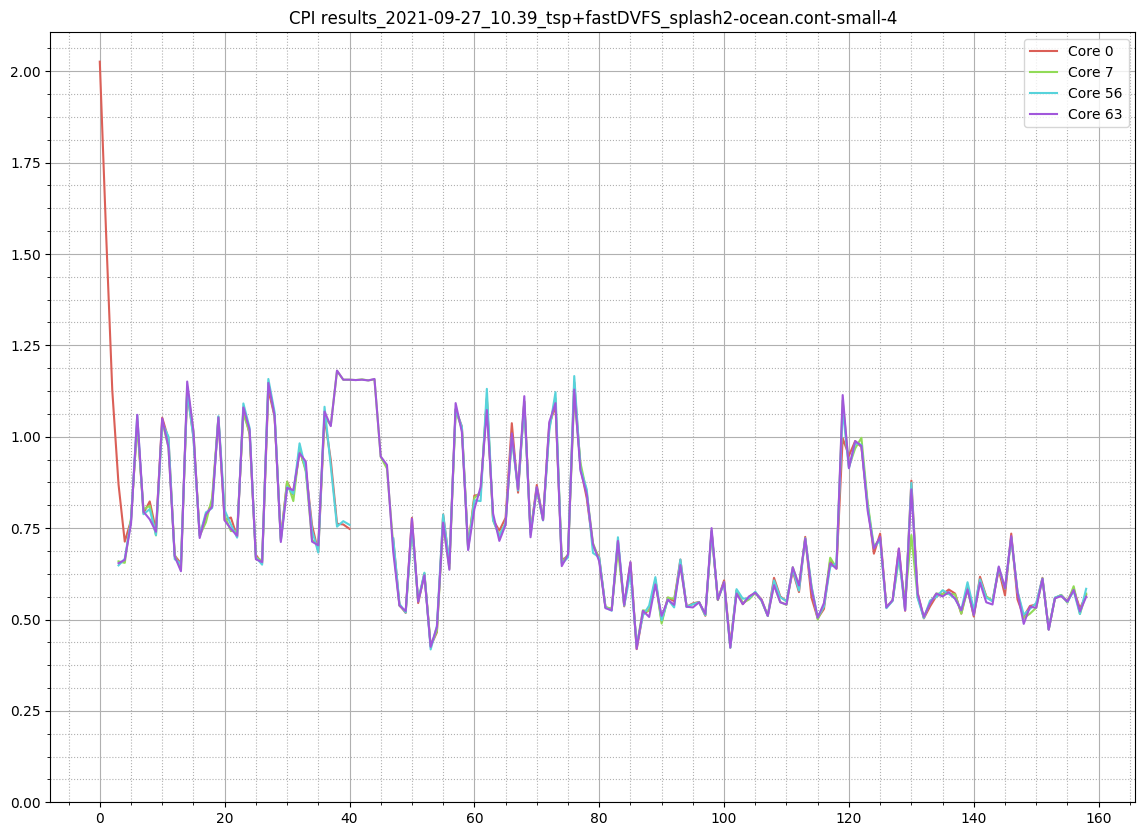 CPI results_2021-09-27_10.39_tsp+fastDVFS_splash2-ocean.cont-small-4
Core 0
Core 7
Core 56
Core 63
2.00
1.75
1.50
1.25
1.00
0.75
0.50
0.25
0.00
0 20 40 60 80 100 120 140 160